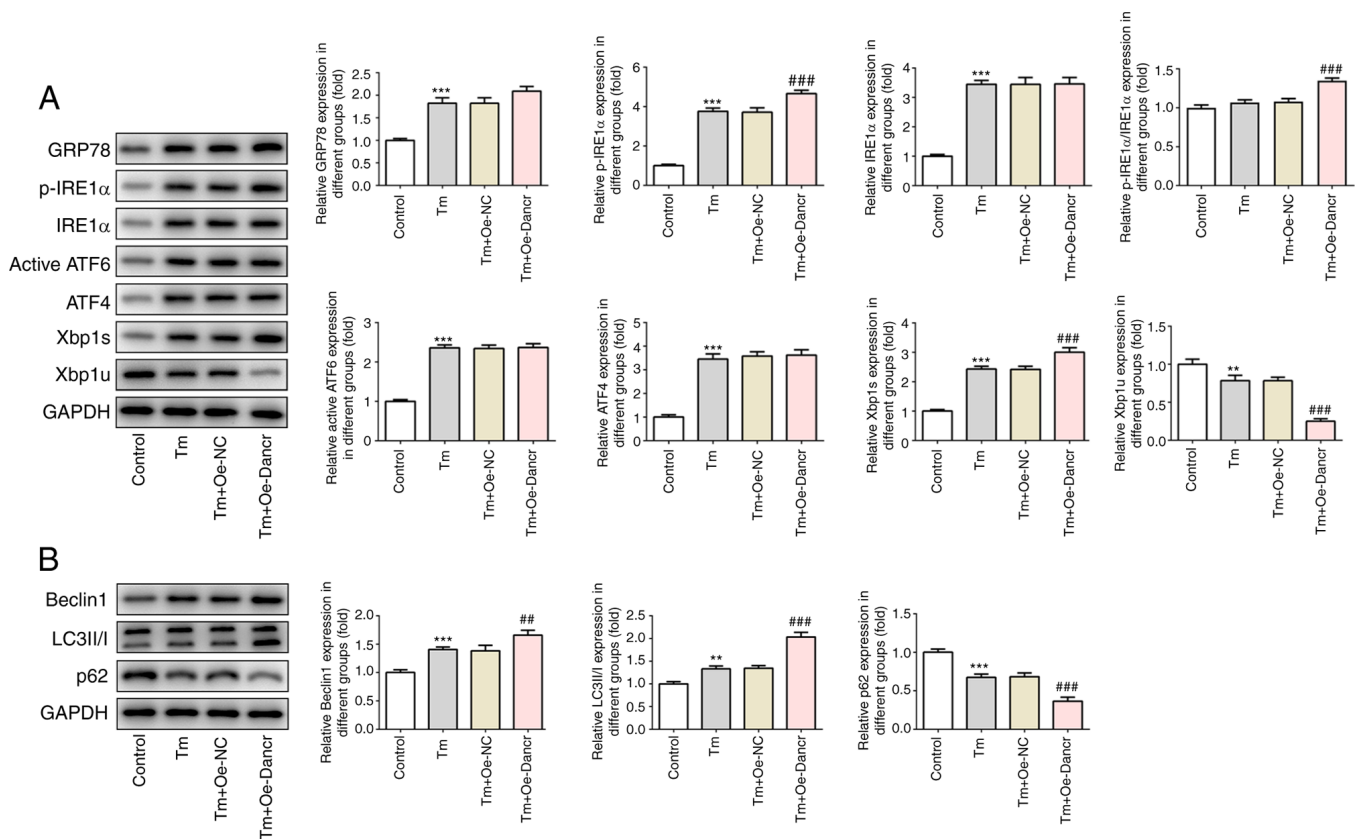 A
GRP78
p-IRE1α
IRE1α
Active ATF6
ATF4
Xbp1s
Xbp1u
GAPDH
Control
Tm
Tm+Oe-NC
Tm+Oe-Dancr
Relative GRP78 expression in
different groups (fold)
2.5
2.0
1.5
1.0
0.5
0.0
***
Control
Tm
Tm+Oe-NC
Tm+Oe-Dancr
Relative p-IRE1α expression in
different groups (fold)
6
4
2
0
***
###
Control
Tm
Tm+Oe-NC
Tm+Oe-Dancr
Relative IRE1α expression in
different groups (fold)
4
3
2
1
0
***
Control
Tm
Tm+Oe-NC
Tm+Oe-Dancr
Relative p-IRE1α/IRE1α expression in
different groups (fold)
1.5
1.0
0.5
0.0
###
Control
Tm
Tm+Oe-NC
Tm+Oe-Dancr
Relative active ATF6 expression
in different groups (fold)
3
2
1
0
***
Control
Tm
Tm+Oe-NC
Tm+Oe-Dancr
Relative ATF4 expression in
different groups (fold)
5
4
3
2
1
0
***
Control
Tm
Tm+Oe-NC
Tm+Oe-Dancr
Relative Xbp1s expression in
different groups (fold)
4
3
2
1
0
***
###
Control
Tm
Tm+Oe-NC
Tm+Oe-Dancr
Relative Xbp1u expression in
different groups (fold)
1.5
1.0
0.5
0.0
**
###
Control
Tm
Tm+Oe-NC
Tm+Oe-Dancr
B
Beclin1
LC3II/I
p62
GAPDH
Control
Tm
Tm+Oe-NC
Tm+Oe-Dancr
Relative Beclin1 expression in
different groups (fold)
2.0
1.5
1.0
0.5
0.0
***
##
Control
Tm
Tm+Oe-NC
Tm+Oe-Dancr
Relative LC3II/I expression in
different groups (fold)
2.5
2.0
1.5
1.0
0.5
0.0
**
###
Control
Tm
Tm+Oe-NC
Tm+Oe-Dancr
Relative p62 expression in
different groups (fold)
1.5
1.0
0.5
0.0
***
###
Control
Tm
Tm+Oe-NC
Tm+Oe-Dancr